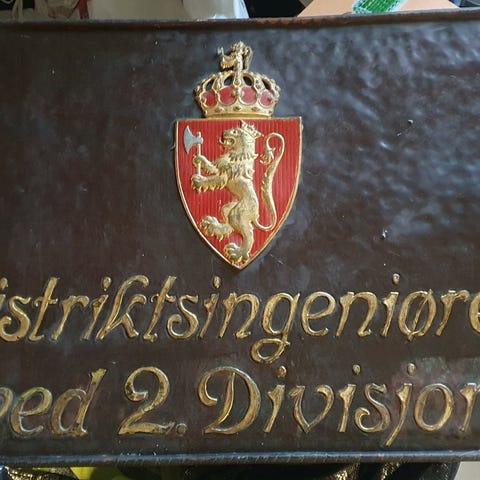 istriktsingeniøre
ved 2. Divisjon